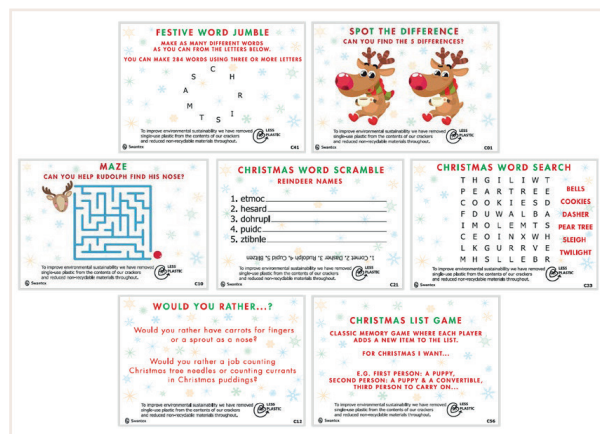 FESTIVE WORD JUMBLE
MAKE AS MANY DIFFERENT WORDS
AS YOU CAN FROM THE LETTERS BELOW.
YOU CAN MAKE 384 WORDS USING THREE OR MORE LETTERS
C H R I S T M A S
To improve environmental sustainability we have removed
single-use plastic from the contents of our crackers
and reduced non-recyclable materials throughout.
LESS
PLASTIC
Swantex
C41
SPOT THE DIFFERENCE
CAN YOU FIND THE 5 DIFFERENCES?
To improve environmental sustainability we have removed
single-use plastic from the contents of our crackers
and reduced non-recyclable materials throughout.
LESS
PLASTIC
Swantex
C01
MAZE
CAN YOU HELP RUDOLPH FIND HIS NOSE?
To improve environmental sustainability we have removed
single-use plastic from the contents of our crackers
and reduced non-recyclable materials throughout.
LESS
PLASTIC
Swantex
C18
CHRISTMAS WORD SCRAMBLE
REINDEER NAMES
1. etmoc
2. hesard
3. dohrupl
4. puidc
5. ztibnle
1. Comet 2. Dasher 3. Rudolph 4. Cupid 5. Blitzen
To improve environmental sustainability we have removed
single-use plastic from the contents of our crackers
and reduced non-recyclable materials throughout.
LESS
PLASTIC
Swantex
C21
CHRISTMAS WORD SEARCH
T H G I L I W T
P E A R T R E E
C O O K I E S D
F D U W A L B A
I M O L E M T S
C E O I N X W H
L K G U R R V E
M H S L L E B R
BELLS
COOKIES
DASHER
PEAR TREE
SLEIGH
TWILIGHT
To improve environmental sustainability we have removed
single-use plastic from the contents of our crackers
and reduced non-recyclable materials throughout.
LESS
PLASTIC
Swantex
WOULD YOU RATHER...?
Would you rather have carrots for fingers
or a sprout as a nose?
Would you rather a job counting
Christmas tree needles or counting currants
in Christmas puddings?
To improve environmental sustainability we have removed
single-use plastic from the contents of our crackers
and reduced non-recyclable materials throughout.
LESS
PLASTIC
Swantex
C13
CHRISTMAS LIST GAME
CLASSIC MEMORY GAME WHERE EACH PLAYER
ADDS A NEW ITEM TO THE LIST.
FOR CHRISTMAS I WANT...
E.G. FIRST PERSON: A PUPPY,
SECOND PERSON: A PUPPY & A CONVERTIBLE,
THIRD PERSON TO CARRY ON...
To improve environmental sustainability we have removed
single-use plastic from the contents of our crackers
and reduced non-recyclable materials throughout.
LESS
PLASTIC
Swantex
C56